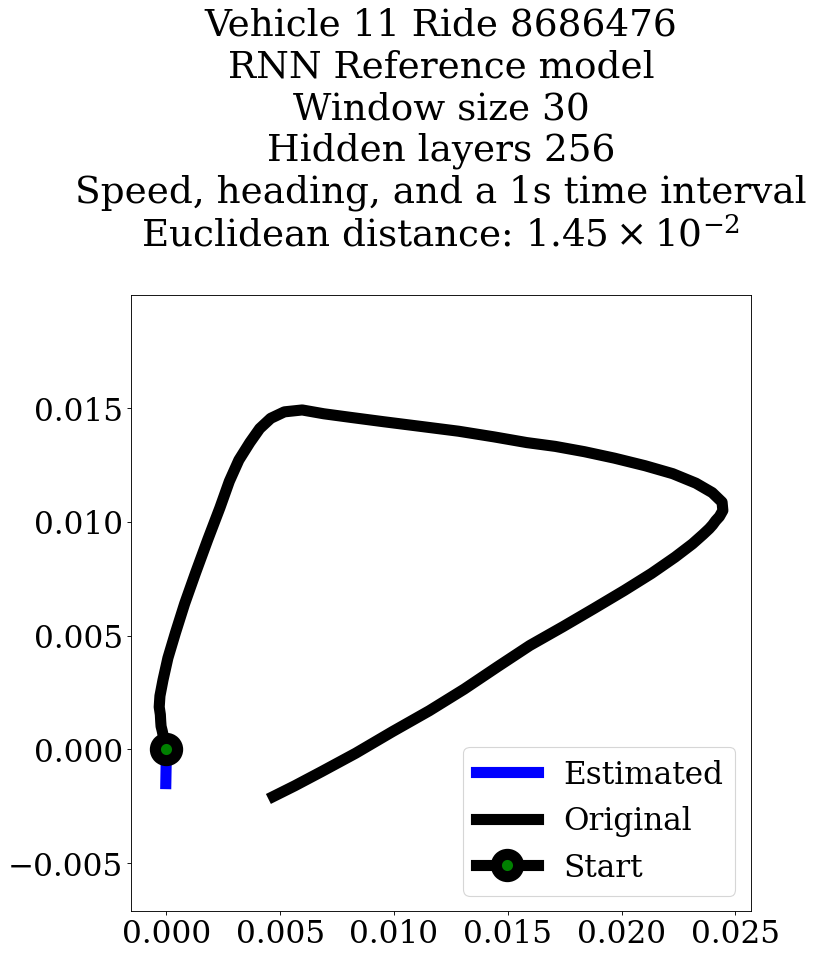 Vehicle 11 Ride 8686476
RNN Reference model
Window size 30
Hidden layers 256
Speed, heading, and a 1s time interval
Euclidean distance: 1.45 × 10⁻²
0.015
0.010
0.005
0.000
−0.005
Estimated
Original
Start
0.000 0.005 0.010 0.015 0.020 0.025